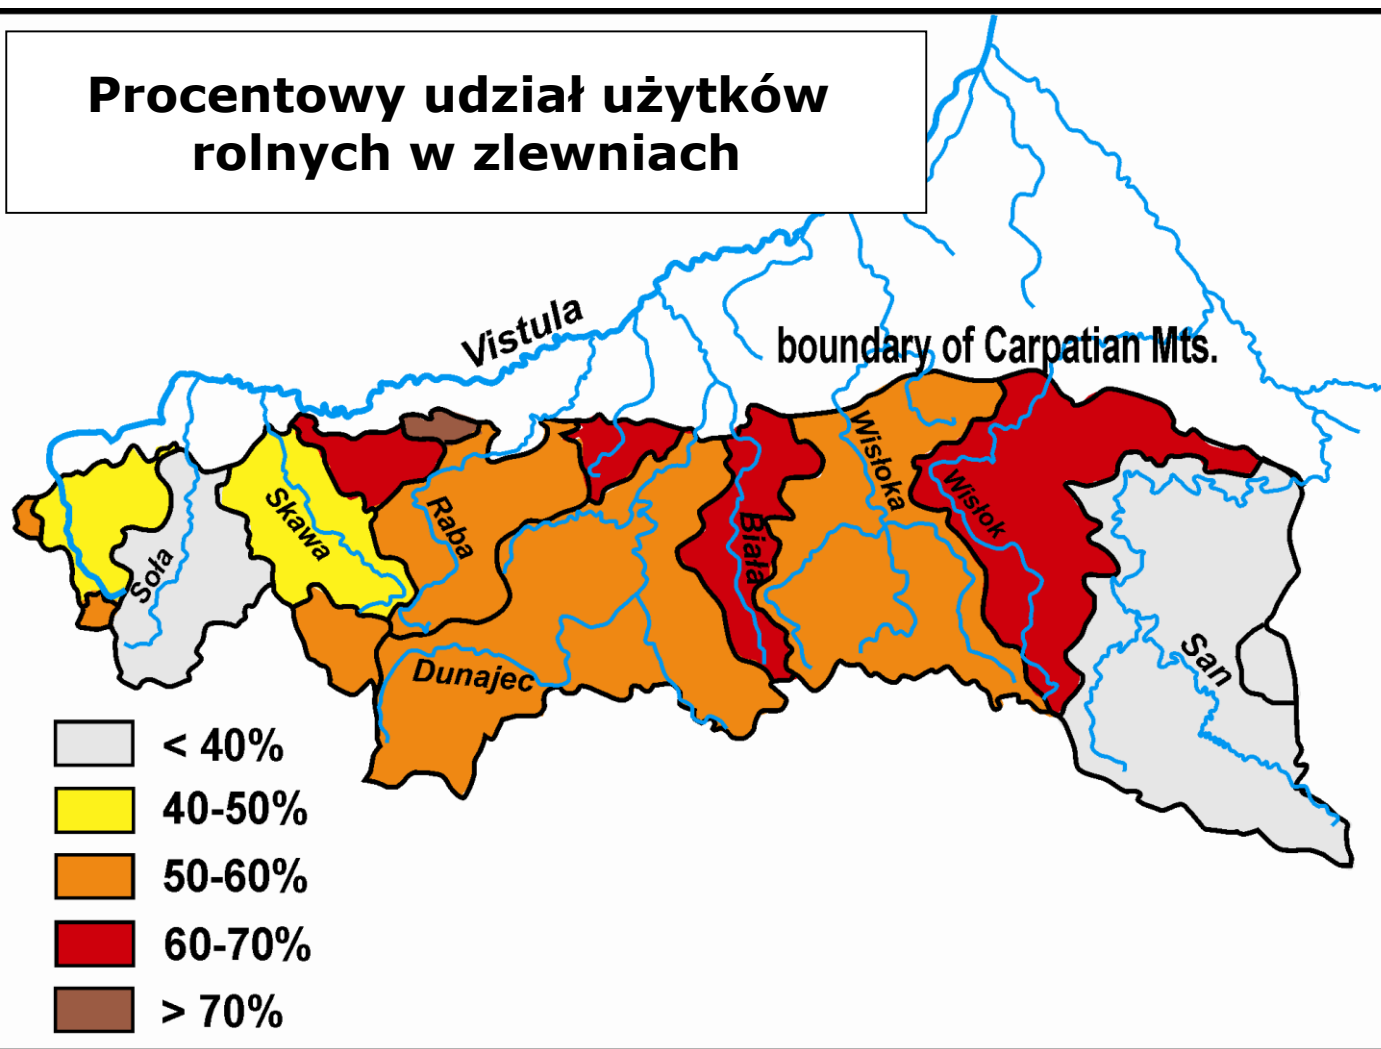 Procentowy udział użytków
rolnych w zlewniach
Vistula
boundary of Carpatian Mts.
Soła
Skawa
Raba
Dunajec
Biała
Wisłoka
Wisłok
San
< 40%
40-50%
50-60%
60-70%
> 70%